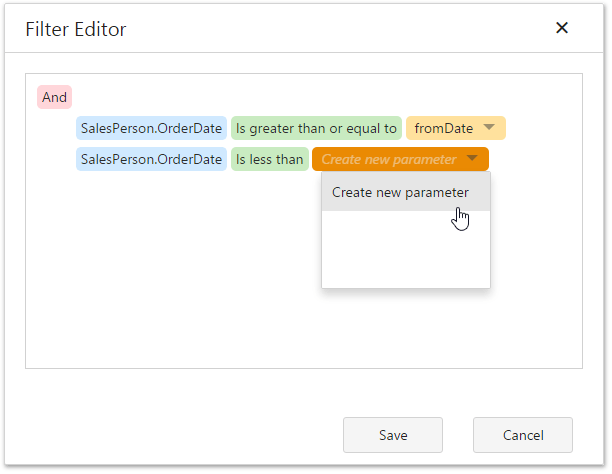 Filter Editor
And
SalesPerson.OrderDate Is greater than or equal to fromDate
SalesPerson.OrderDate Is less than Create new parameter
Create new parameter
Save Cancel